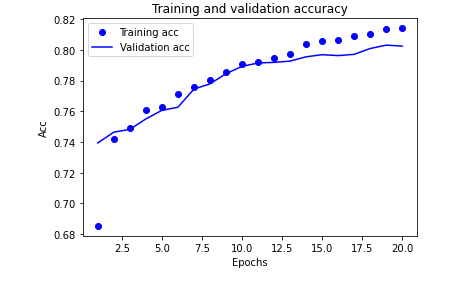 Training and validation accuracy
0.82
0.80
0.78
0.76
0.74
0.72
0.70
0.68
Acc
Training acc
Validation acc
2.5 5.0 7.5 10.0 12.5 15.0 17.5 20.0
Epochs